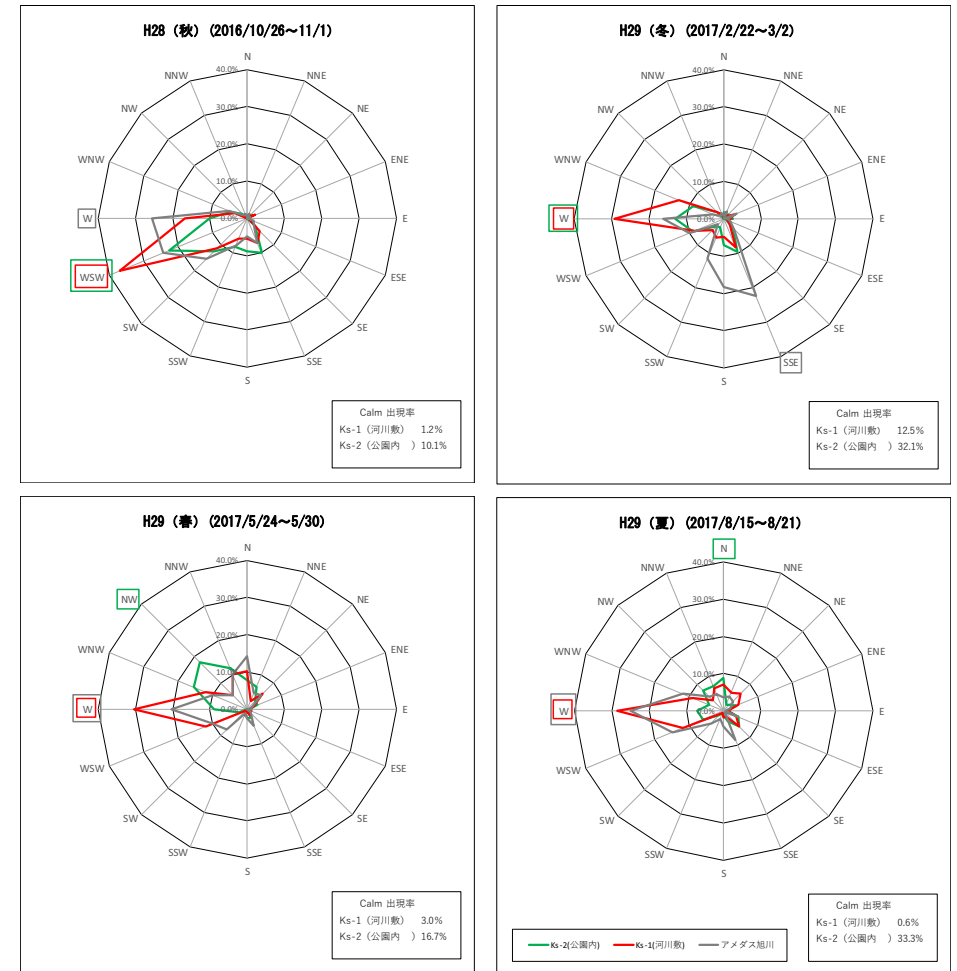 H28（秋）(2016/10/26～11/1)
N
NNE
NE
ENE
E
ESE
SE
SSE
S
SSW
SW
WSW
W
WNW
NW
NNW
40.0%
30.0%
20.0%
10.0%
0.0%
Calm 出現率
Ks-1（河川敷） 1.2%
Ks-2（公園内 ）10.1%
H29（冬）(2017/2/22～3/2)
N
NNE
NE
ENE
E
ESE
SE
SSE
S
SSW
SW
WSW
W
WNW
NW
NNW
40.0%
30.0%
20.0%
10.0%
0.0%
Calm 出現率
Ks-1（河川敷） 12.5%
Ks-2（公園内 ）32.1%
H29（春）(2017/5/24～5/30)
N
NNE
NE
ENE
E
ESE
SE
SSE
S
SSW
SW
WSW
W
WNW
NW
NNW
40.0%
30.0%
20.0%
10.0%
0.0%
Calm 出現率
Ks-1（河川敷） 3.0%
Ks-2（公園内 ）16.7%
H29（夏）(2017/8/15～8/21)
N
NNE
NE
ENE
E
ESE
SE
SSE
S
SSW
SW
WSW
W
WNW
NW
NNW
40.0%
30.0%
20.0%
10.0%
0.0%
Calm 出現率
Ks-1（河川敷） 0.6%
Ks-2（公園内 ）33.3%
Ks-2(公園内) Ks-1(河川敷) アメダス旭川